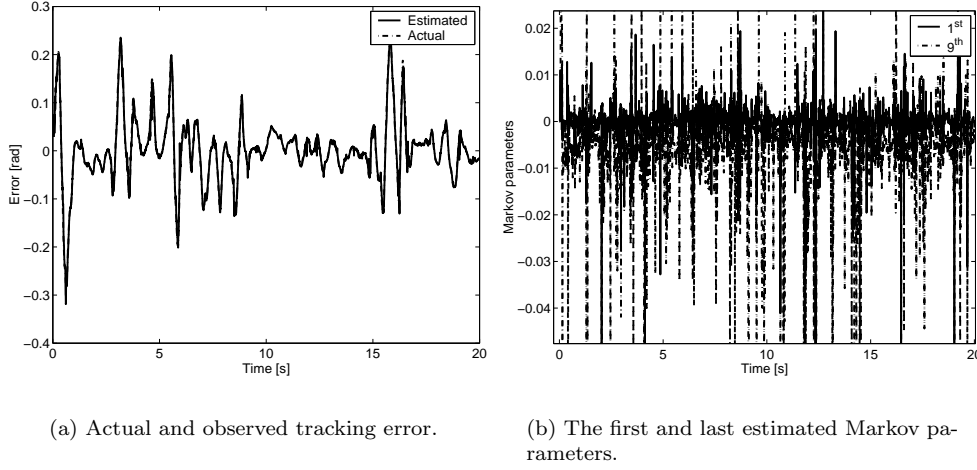 0.3
0.2
0.1
0
−0.1
−0.2
−0.3
−0.4
Error [rad]
0
5
10
15
20
Time [s]
Estimated
Actual
0.02
0.01
0
−0.01
−0.02
−0.03
−0.04
Markov parameters
0
5
10
15
20
Time [s]
1st
9th
(a) Actual and observed tracking error.
(b) The first and last estimated Markov pa-
rameters.